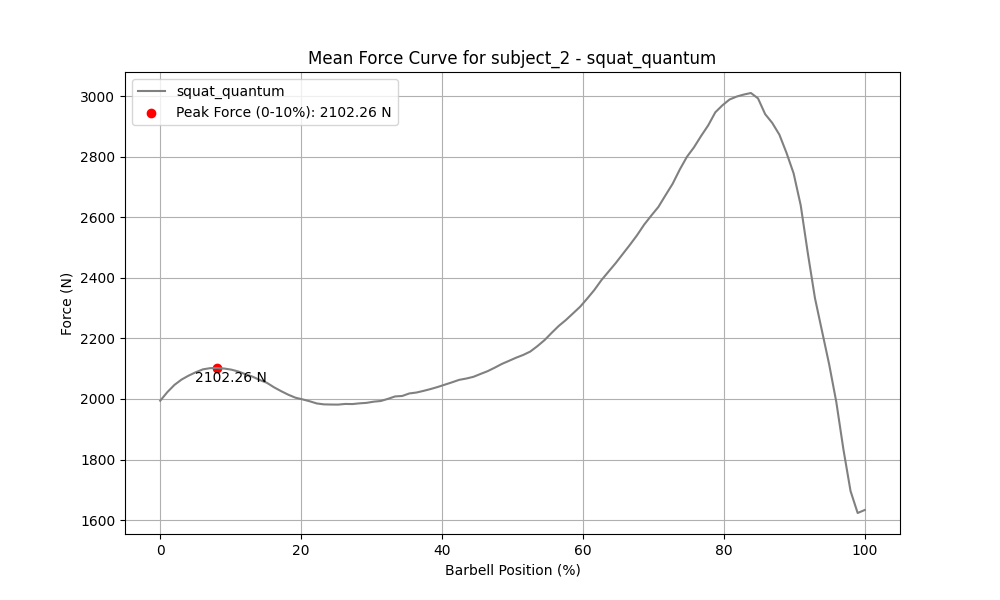 Mean Force Curve for subject_2 - squat_quantum
squat_quantum
Peak Force (0-10%): 2102.26 N
3000
2800
2600
2400
2200
2000
1800
1600
Force (N)
2102.26 N
0 20 40 60 80 100
Barbell Position (%)